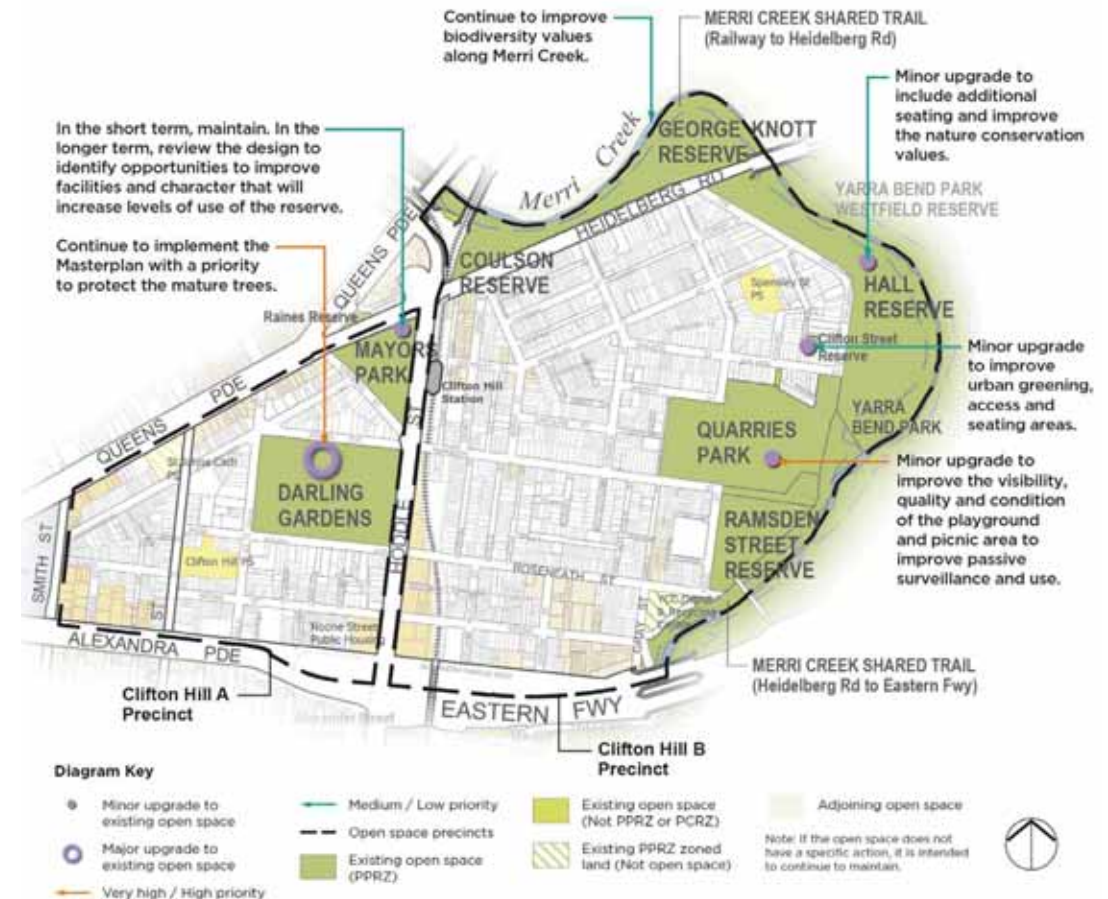 Continue to improve
biodiversity values
along Merri Creek.
MERRI CREEK SHARED TRAIL
(Railway to Heidelberg Rd)
Minor upgrade to
include additional
seating and improve
the nature conservation
values.
In the short term, maintain. In the
longer term, review the design to
identify opportunities to improve
facilities and character that will
increase levels of use of the reserve.
Continue to implement the
Masterplan with a priority
to protect the mature trees.
Merri Creek
GEORGE KNOTT
RESERVE
HEIDELBERG RD
YARRA BEND PARK
WESTFIELD RESERVE
QUEENS PDE
COULSON
RESERVE
HALL
RESERVE
Spensley St
PS
Raines Reserve
MAYORS
PARK
Clifton Hill
Station
Clifton Street
Reserve
Minor upgrade
to improve
urban greening,
access and
seating areas.
QUEENS PDE
YARRA
BEND PARK
QUARRIES
PARK
Minor upgrade to
improve the visibility,
quality and condition
of the playground
and picnic area to
improve passive
surveillance and use.
DARLING
GARDENS
HODDLE ST
RAMSDEN
STREET
RESERVE
SMITH ST
Clifton Hill PS
ROSENEATH ST
Noone Street
Public Housing
ALEXANDRA PDE
MERRI CREEK SHARED TRAIL
(Heidelberg Rd to Eastern Fwy)
Clifton Hill A
Precinct
EASTERN FWY
Clifton Hill B
Precinct
Diagram Key
Minor upgrade to
existing open space
Major upgrade to
existing open space
Very high / High priority
Medium / Low priority
Open space precincts
Existing open space
(PPRZ)
Existing open space
(Not PPRZ or PCRZ)
Existing PPRZ zoned
land (Not open space)
Adjoining open space
Note: If the open space does not
have a specific action, it is intended
to continue to maintain.